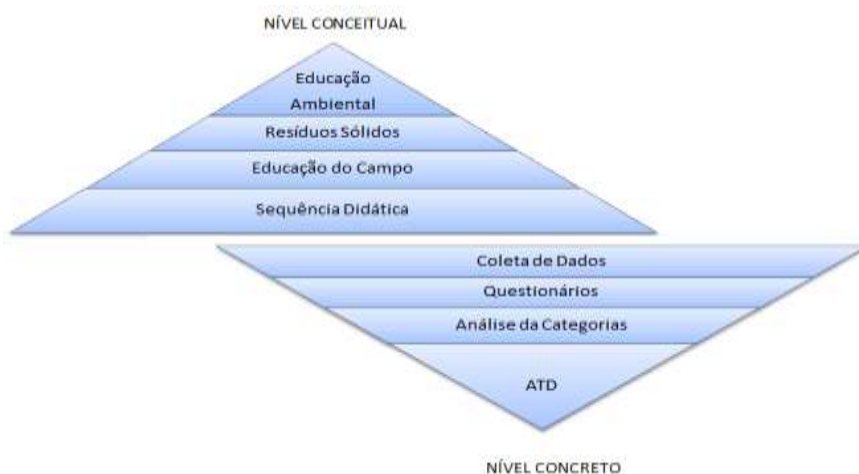 NÍVEL CONCEITUAL
Educação
Ambiental
Resíduos Sólidos
Educação do Campo
Sequência Didática
Coleta de Dados
Questionários
Análise da Categorias
ATD
NÍVEL CONCRETO